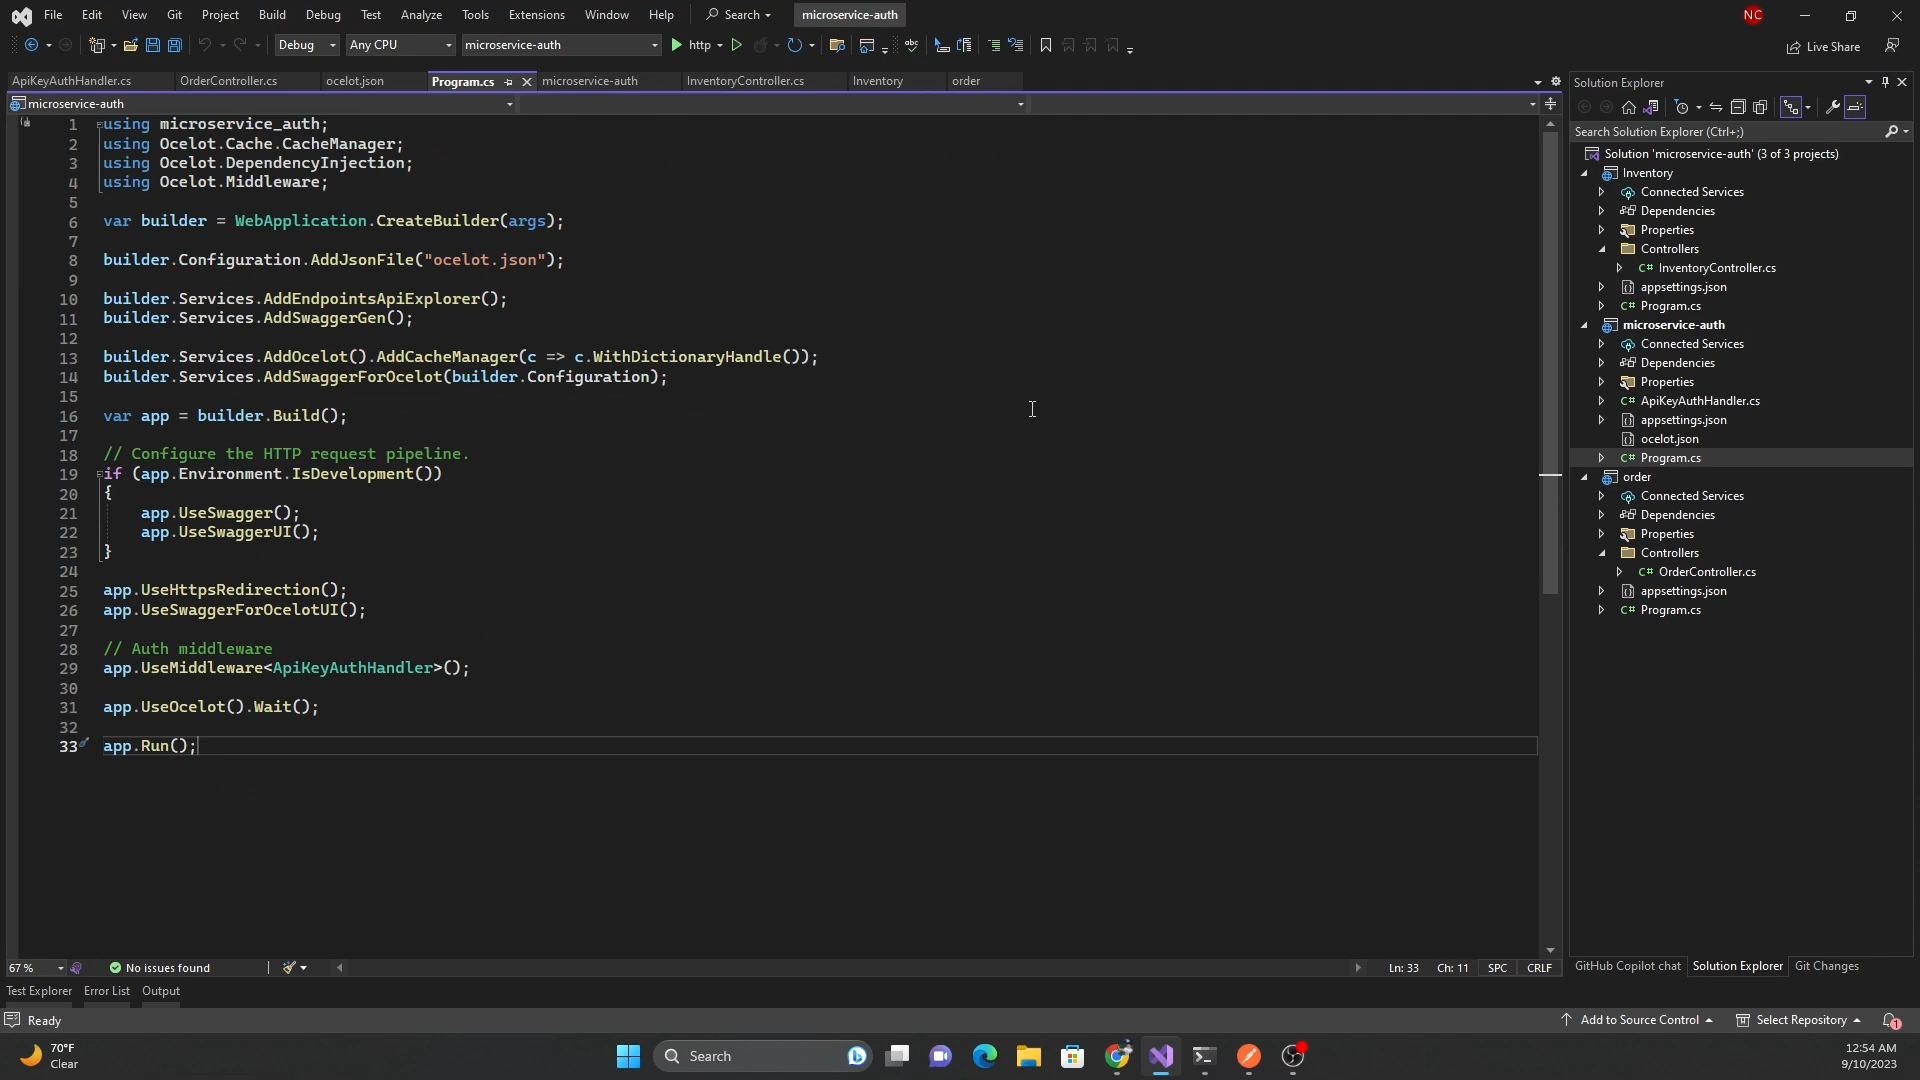 File Edit View Git Project Build Debug Test Analyze Tools Extensions Window Help Search microservice-auth NC
Debug Any CPU microservice-auth http Live Share
ApiKeyAuthHandler.cs OrderController.cs ocelot.json Program.cs microservice-auth InventoryController.cs Inventory order
microservice-auth
1 using microservice_auth;
2 using Ocelot.Cache.CacheManager;
3 using Ocelot.DependencyInjection;
4 using Ocelot.Middleware;
5
6 var builder = WebApplication.CreateBuilder(args);
7
8 builder.Configuration.AddJsonFile("ocelot.json");
9
10 builder.Services.AddEndpointsApiExplorer();
11 builder.Services.AddSwaggerGen();
12
13 builder.Services.AddOcelot().AddCacheManager(c => c.WithDictionaryHandle());
14 builder.Services.AddSwaggerForOcelot(builder.Configuration);
15
16 var app = builder.Build();
17
18 // Configure the HTTP request pipeline.
19 if (app.Environment.IsDevelopment())
20 {
21 app.UseSwagger();
22 app.UseSwaggerUI();
23 }
24
25 app.UseHttpsRedirection();
26 app.UseSwaggerForOcelotUI();
27
28 // Auth middleware
29 app.UseMiddleware<ApiKeyAuthHandler>();
30
31 app.UseOcelot().Wait();
32
33 app.Run();
67 % No issues found Ln: 33 Ch: 11 SPC CRLF
Test Explorer Error List Output
Solution Explorer
Search Solution Explorer (Ctrl+;)
Solution 'microservice-auth' (3 of 3 projects)
Inventory
Connected Services
Dependencies
Properties
Controllers
C# InventoryController.cs
appsettings.json
C# Program.cs
microservice-auth
Connected Services
Dependencies
Properties
C# ApiKeyAuthHandler.cs
appsettings.json
ocelot.json
C# Program.cs
order
Connected Services
Dependencies
Properties
Controllers
C# OrderController.cs
appsettings.json
C# Program.cs
GitHub Copilot chat Solution Explorer Git Changes
Ready Add to Source Control Select Repository 1
70°F
Clear
Search
12:54 AM
9/10/2023